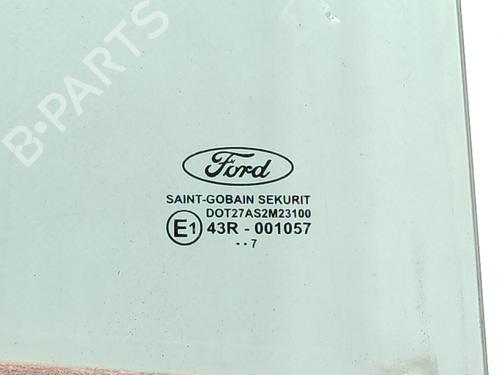 B-PARTS
Ford
SAINT-GOBAIN SEKURIT
DOT27AS2M23100
E1 43R - 001057
- - 7